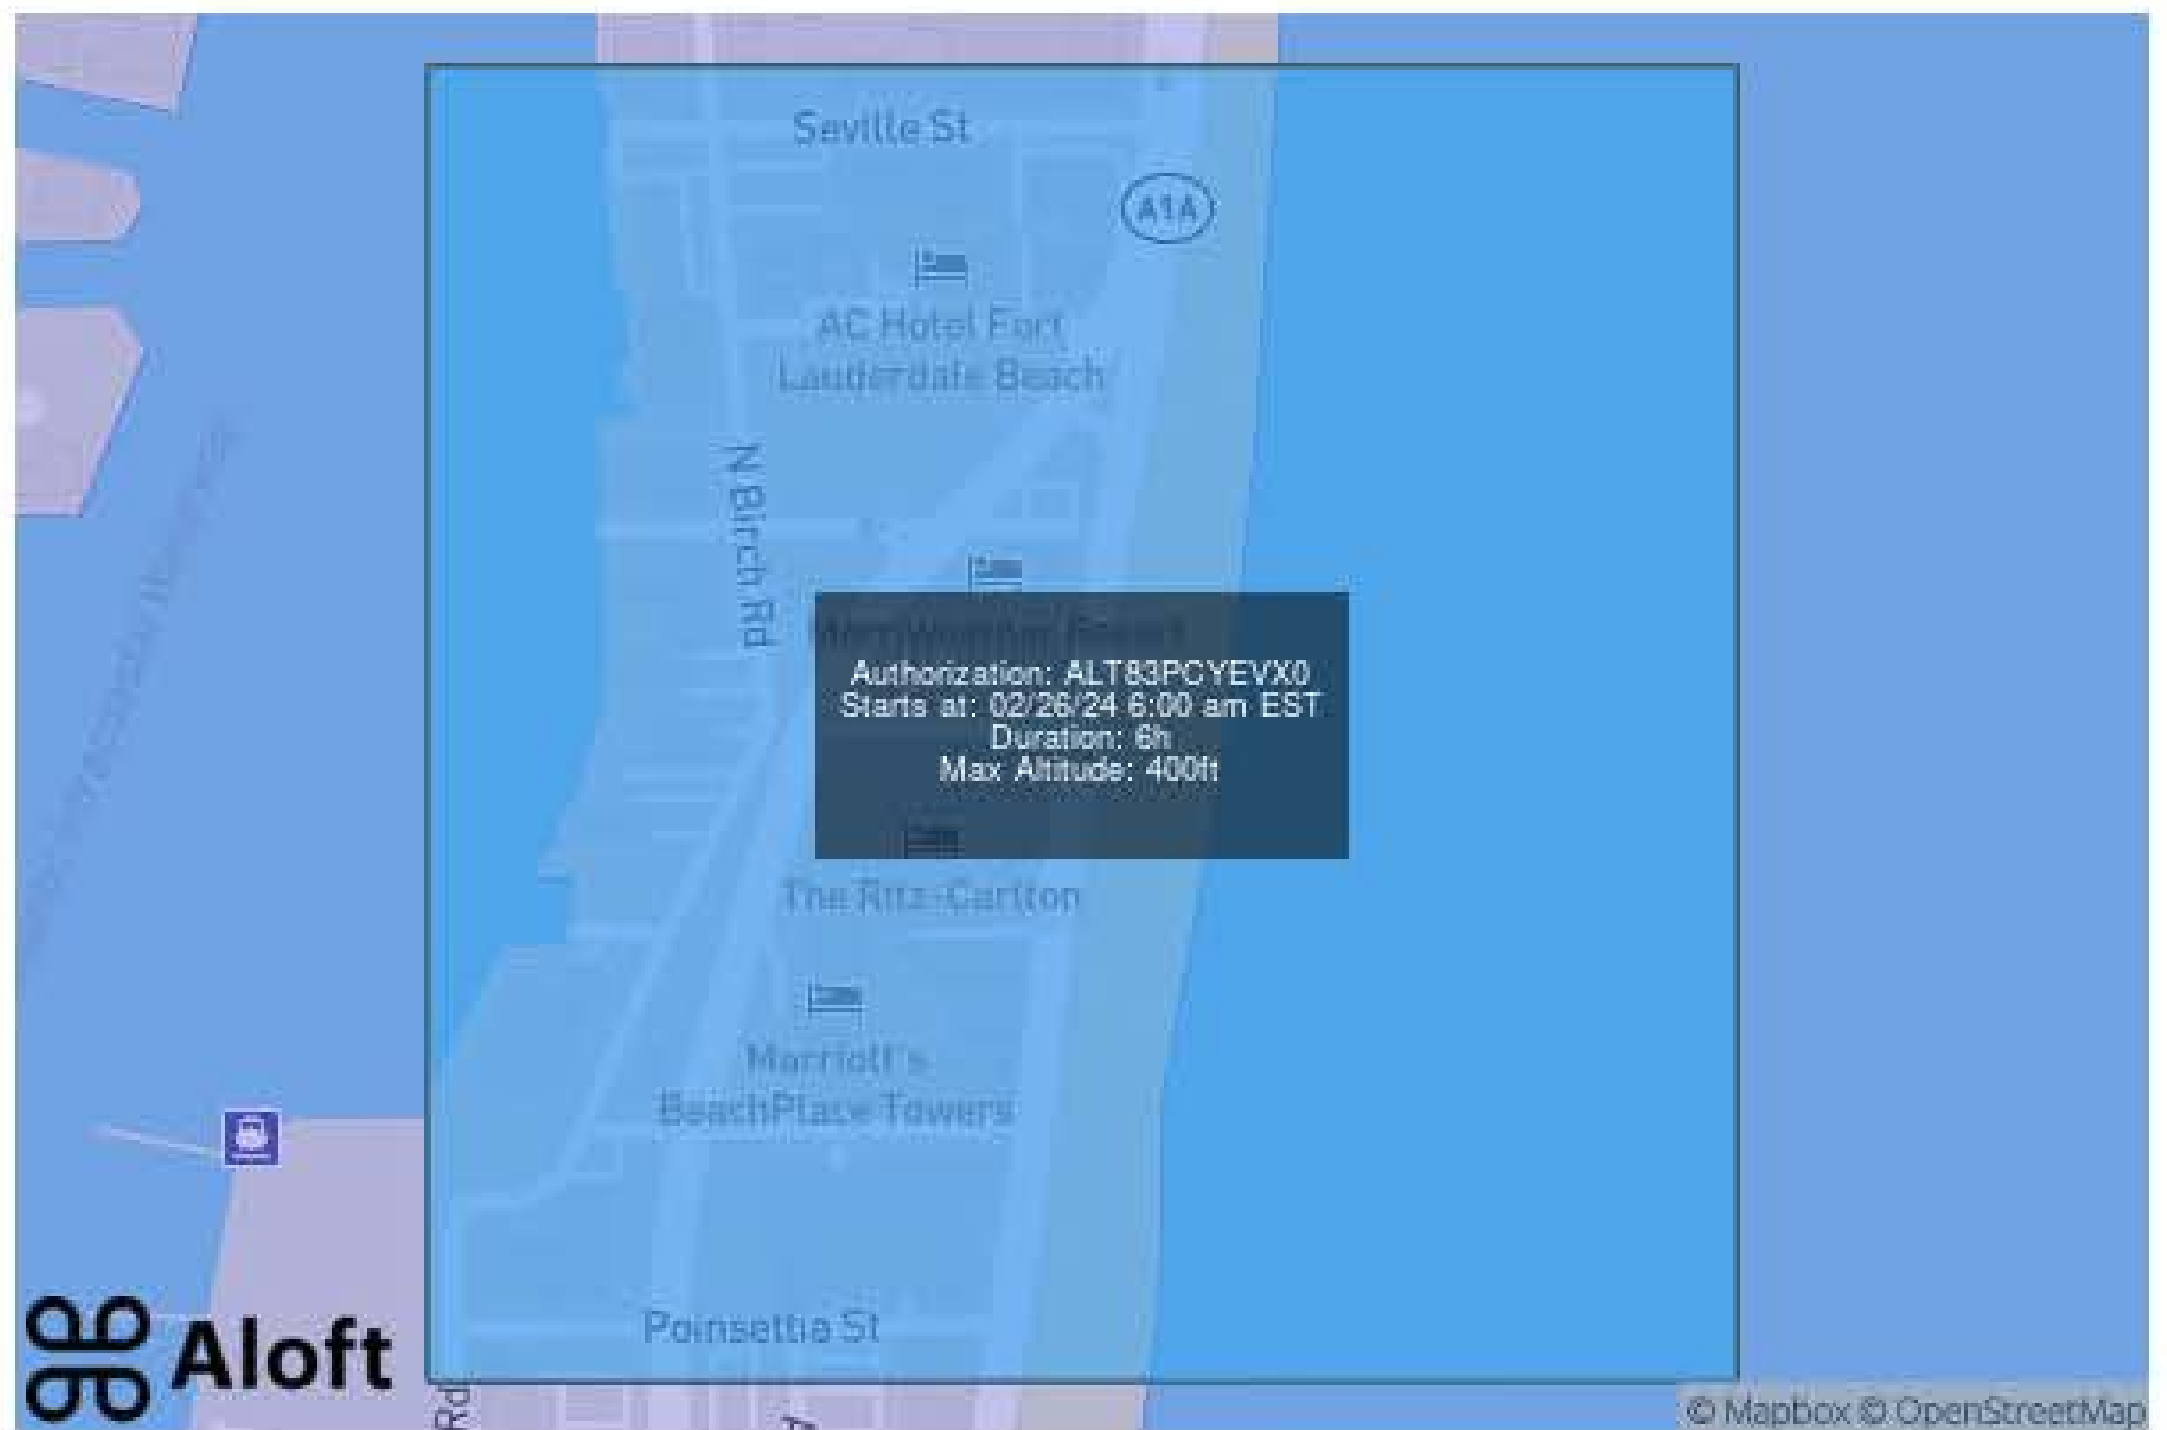 Seville St
A1A
AC Hotel Fort
Lauderdale Beach
N Birch Rd
Authorization: ALT83PCYEVX0
Starts at: 02/26/24 6:00 am EST
Duration: 6h
Max Altitude: 400ft
The Ritz-Carlton
Marriott's
BeachPlace Towers
Poinsettia St
Aloft
Rd
A
© Mapbox © OpenStreetMap